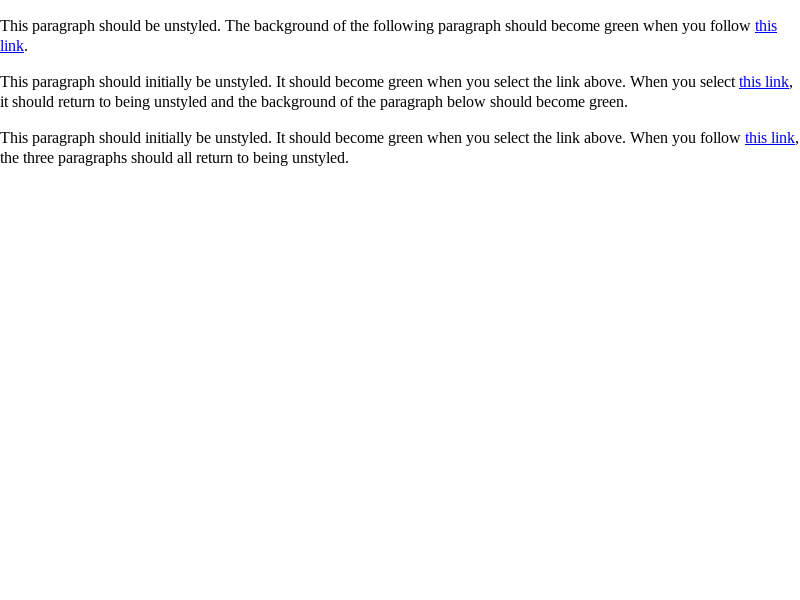 This paragraph should be unstyled. The background of the following paragraph should become green when you follow this
link.
This paragraph should initially be unstyled. It should become green when you select the link above. When you select this link,
it should return to being unstyled and the background of the paragraph below should become green.
This paragraph should initially be unstyled. It should become green when you select the link above. When you follow this link,
the three paragraphs should all return to being unstyled.